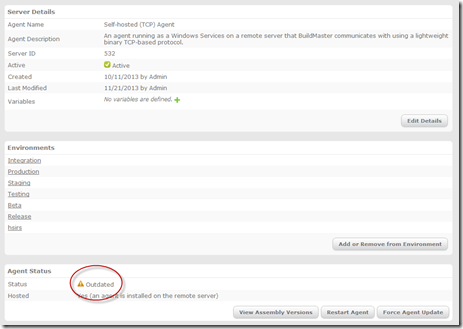 Server Details
Agent Name Self-hosted (TCP) Agent
Agent Description An agent running as a Windows Services on a remote server that BuildMaster communicates with using a lightweight
binary TCP-based protocol.
Server ID 532
Active Active
Created 10/11/2013 by Admin
Last Modified 11/21/2013 by Admin
Variables No variables are defined.
Edit Details
Environments
Integration
Production
Staging
Testing
Beta
Release
hsirs
Add or Remove from Environment
Agent Status
Status Outdated
Hosted Yes (an agent is installed on the remote server)
View Assembly Versions Restart Agent Force Agent Update